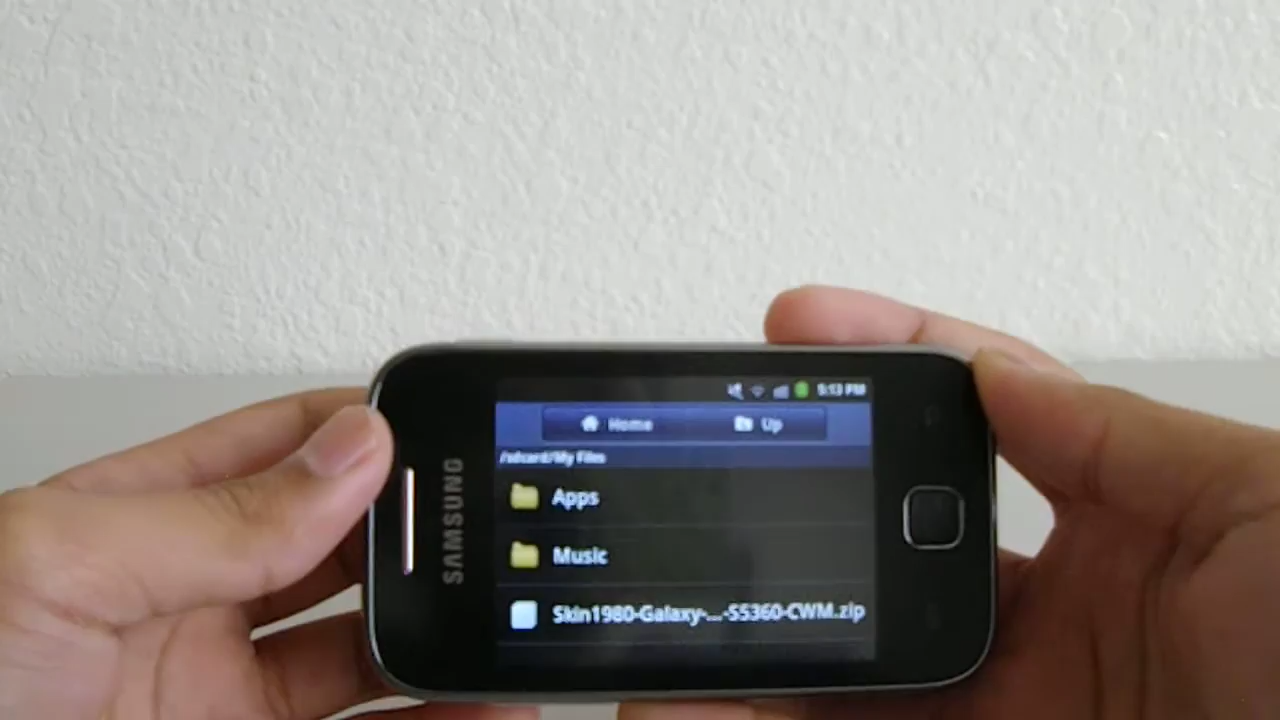 5:13 PM
Home Up
/sdcard/My Files
Apps
Music
Skin1980-Galaxy-...-S5360-CWM.zip
SAMSUNG